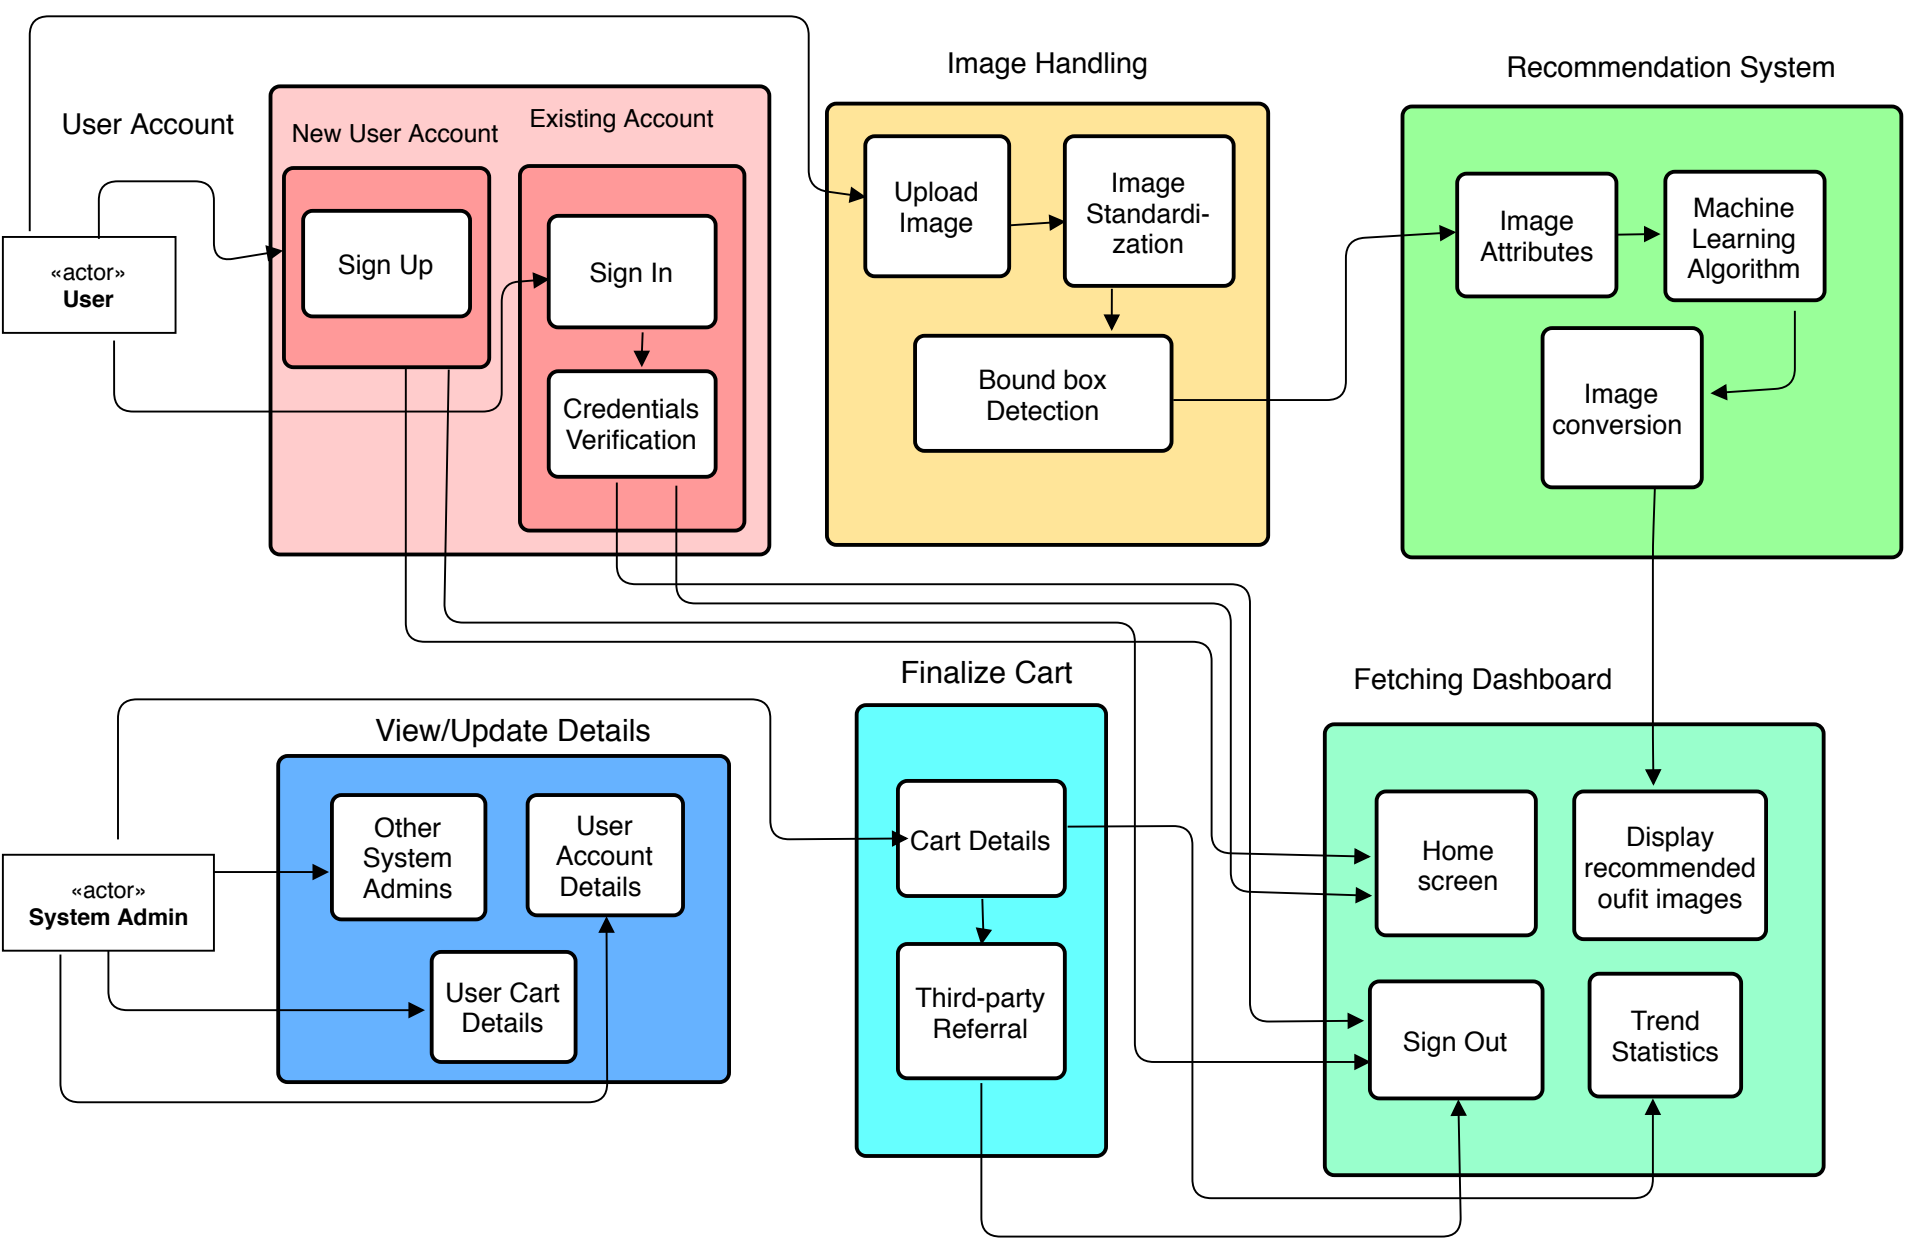 Image Handling
Recommendation System
User Account
New User Account
Existing Account
«actor»
User
Sign Up
Sign In
Credentials
Verification
Upload
Image
Image
Standardi-
zation
Bound box
Detection
Image
Attributes
Machine
Learning
Algorithm
Image
conversion
Finalize Cart
Fetching Dashboard
View/Update Details
«actor»
System Admin
Other
System
Admins
User
Account
Details
User Cart
Details
Cart Details
Third-party
Referral
Home
screen
Display
recommended
oufit images
Sign Out
Trend
Statistics